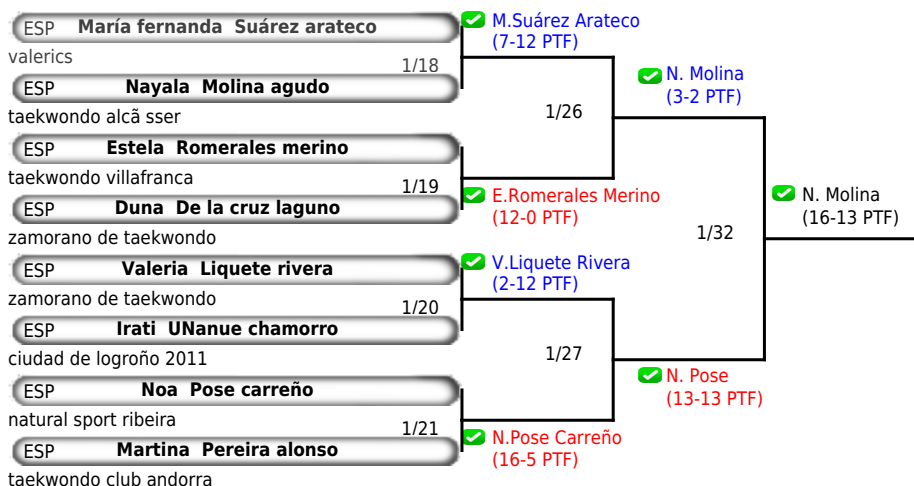 ESP María fernanda Suárez arateco
valerics
1/18
ESP Nayala Molina agudo
taekwondo alcã sser
ESP Estela Romerales merino
taekwondo villafranca
1/19
ESP Duna De la cruz laguno
zamorano de taekwondo
ESP Valeria Liquete rivera
zamorano de taekwondo
1/20
ESP Irati UNanue chamorro
ciudad de logroño 2011
ESP Noa Pose carreño
natural sport ribeira
1/21
ESP Martina Pereira alonso
taekwondo club andorra
M.Suárez Arateco
(7-12 PTF)
1/26
E.Romerales Merino
(12-0 PTF)
V.Liquete Rivera
(2-12 PTF)
1/27
N.Pose Carreño
(16-5 PTF)
N. Molina
(3-2 PTF)
1/32
N. Pose
(13-13 PTF)
N. Molina
(16-13 PTF)